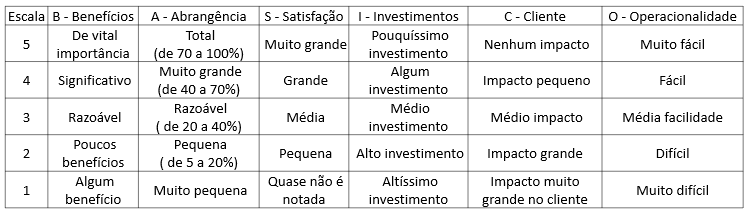 Escala B - Benefícios A - Abrangência S - Satisfação I - Investimentos C - Cliente O - Operacionalidade
5 De vital importância Total (de 70 a 100%) Muito grande Pouquíssimo investimento Nenhum impacto Muito fácil
4 Significativo Muito grande (de 40 a 70%) Grande Algum investimento Impacto pequeno Fácil
3 Razoável Razoável ( de 20 a 40%) Média Médio investimento Médio impacto Média facilidade
2 Poucos benefícios Pequena ( de 5 a 20%) Pequena Alto investimento Impacto grande Difícil
1 Algum benefício Muito pequena Quase não é notada Altíssimo investimento Impacto muito grande no cliente Muito difícil